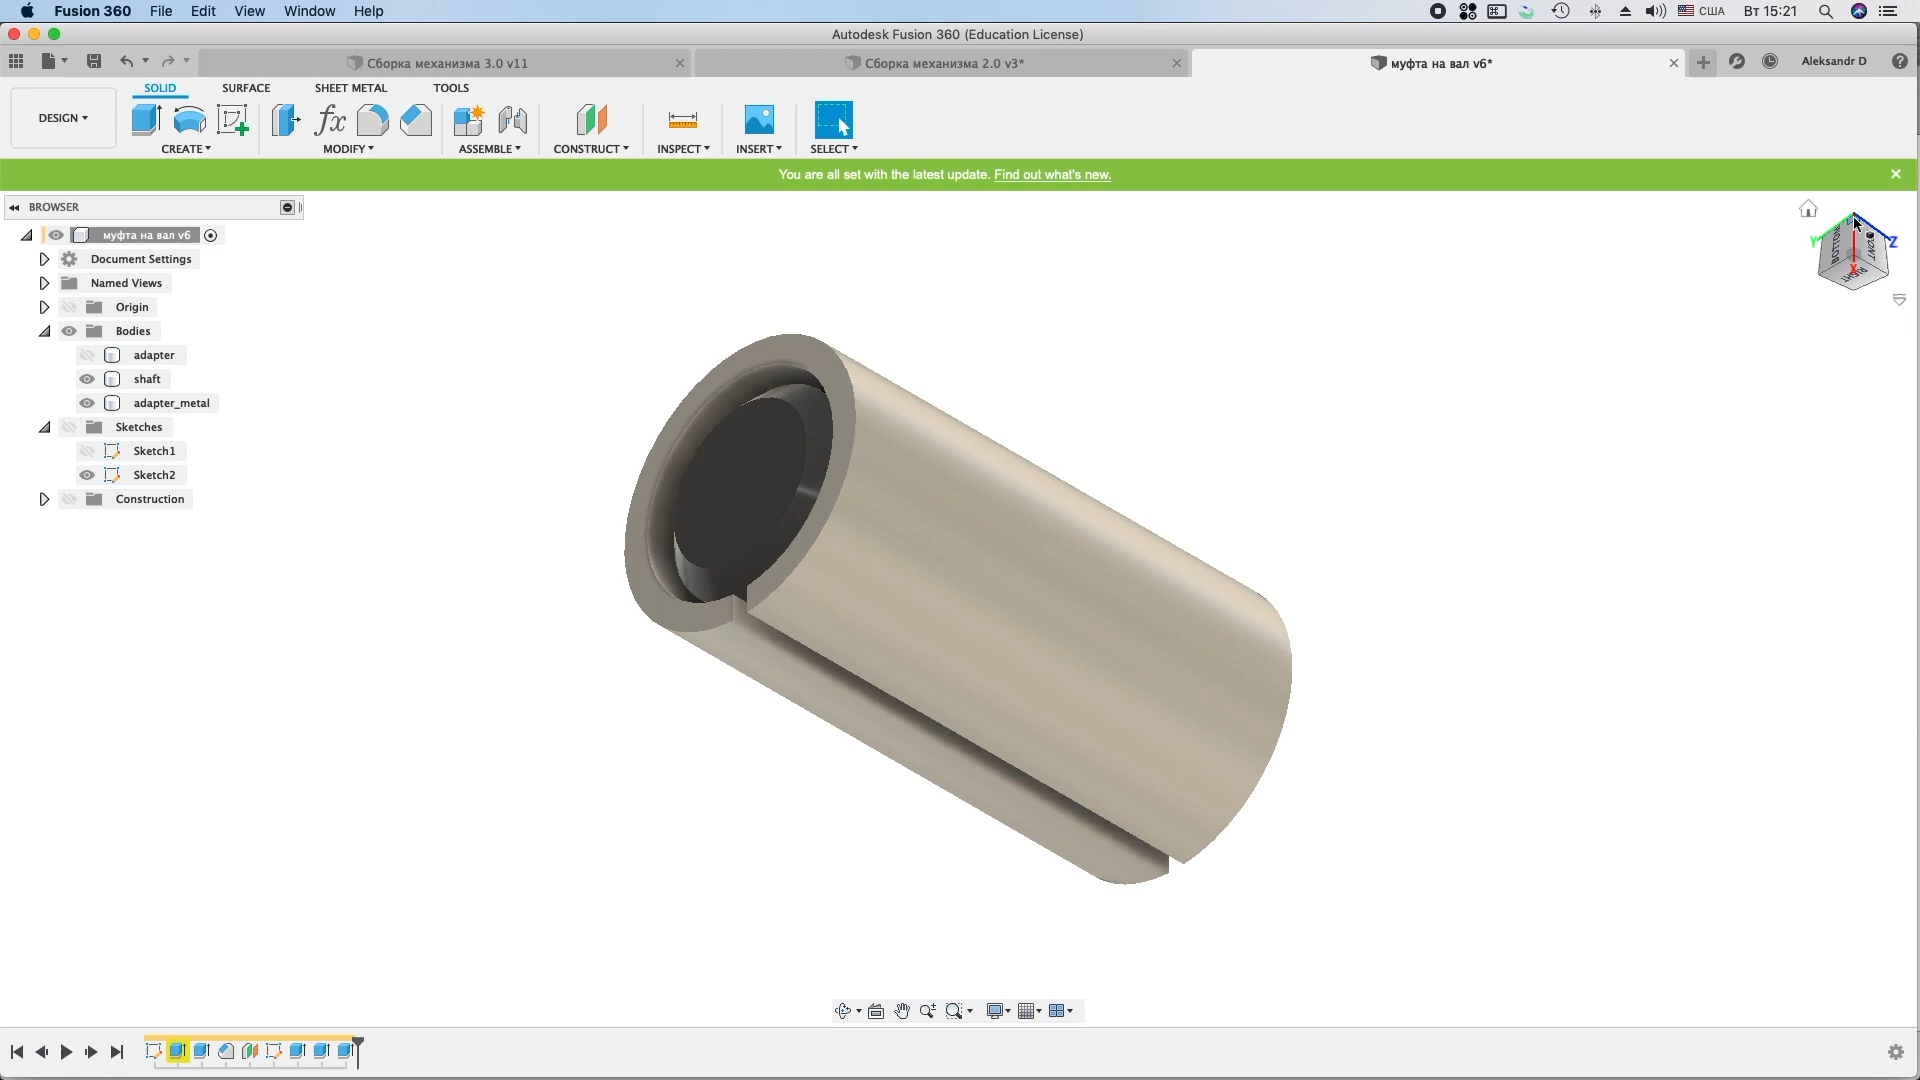 Fusion 360 File Edit View Window Help США Вт 15:21
Autodesk Fusion 360 (Education License)
Сборка механизма 3.0 v11 Сборка механизма 2.0 v3* муфта на вал v6* Aleksandr D
SOLID SURFACE SHEET METAL TOOLS
DESIGN
CREATE MODIFY ASSEMBLE CONSTRUCT INSPECT INSERT SELECT
You are all set with the latest update. Find out what's new.
BROWSER
муфта на вал v6
Document Settings
Named Views
Origin
Bodies
adapter
shaft
adapter_metal
Sketches
Sketch1
Sketch2
Construction
Y Z
X
BOTTOM
RIGHT